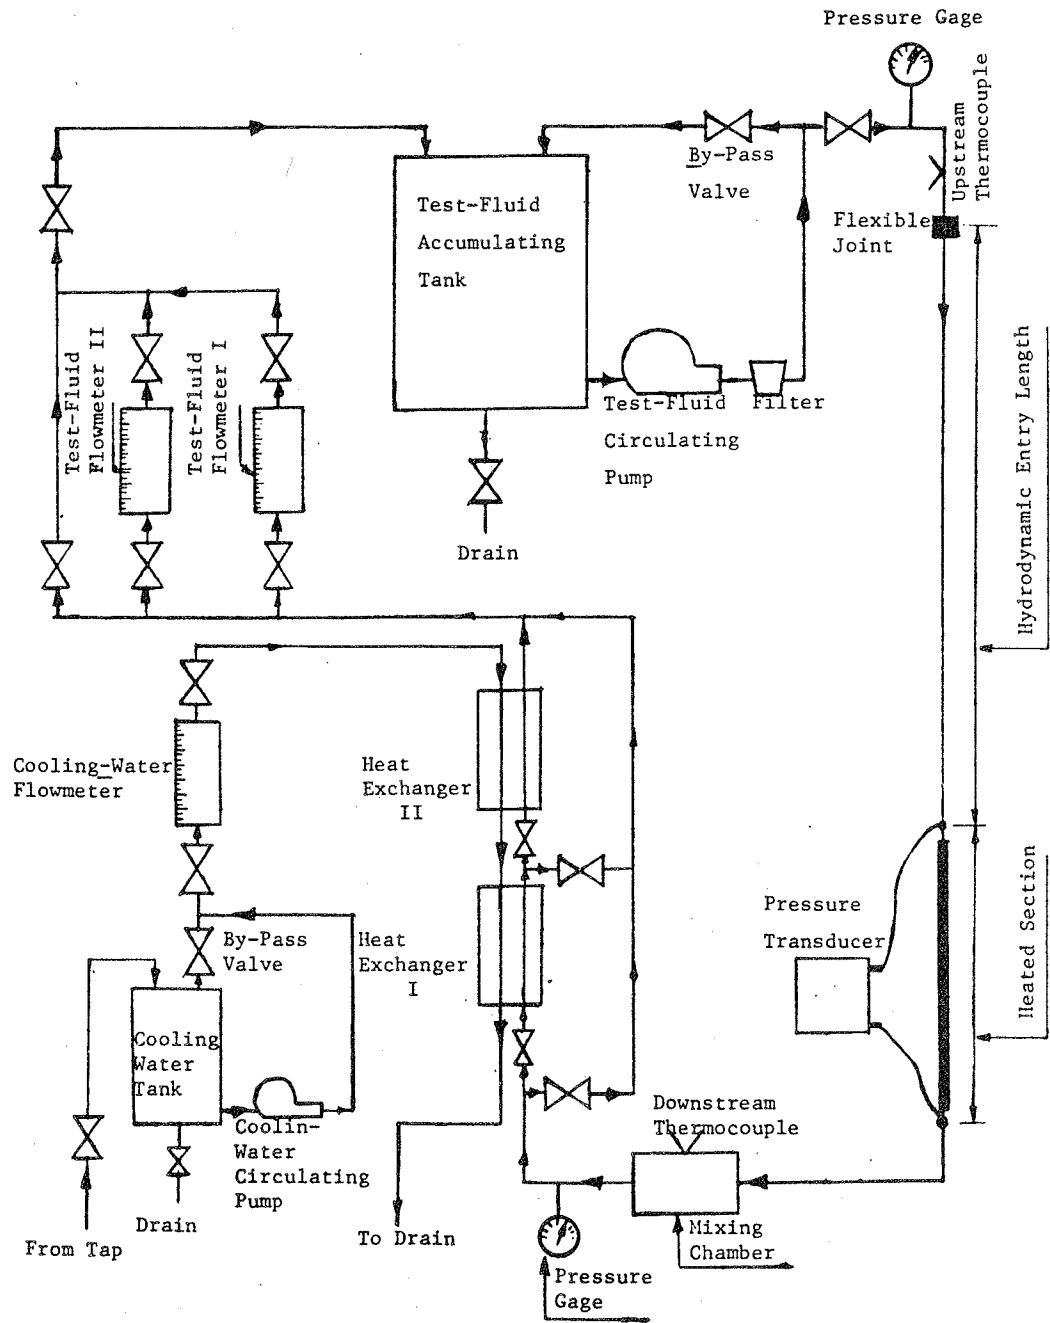 Pressure Gage
Upstream
Thermocouple
By-Pass
Valve
Flexible
Joint
Test-Fluid
Accumulating
Tank
Test-Fluid
Flowmeter II
Test-Fluid
Flowmeter I
Test-Fluid
Circulating
Pump
Filter
Hydrodynamic Entry Length
Drain
Cooling-Water
Flowmeter
Heat
Exchanger
II
By-Pass
Valve
Heat
Exchanger
I
Pressure
Transducer
Heated Section
Cooling
Water
Tank
Coolin-
Water
Circulating
Pump
Downstream
Thermocouple
Drain
From Tap
To Drain
Mixing
Chamber
Pressure
Gage